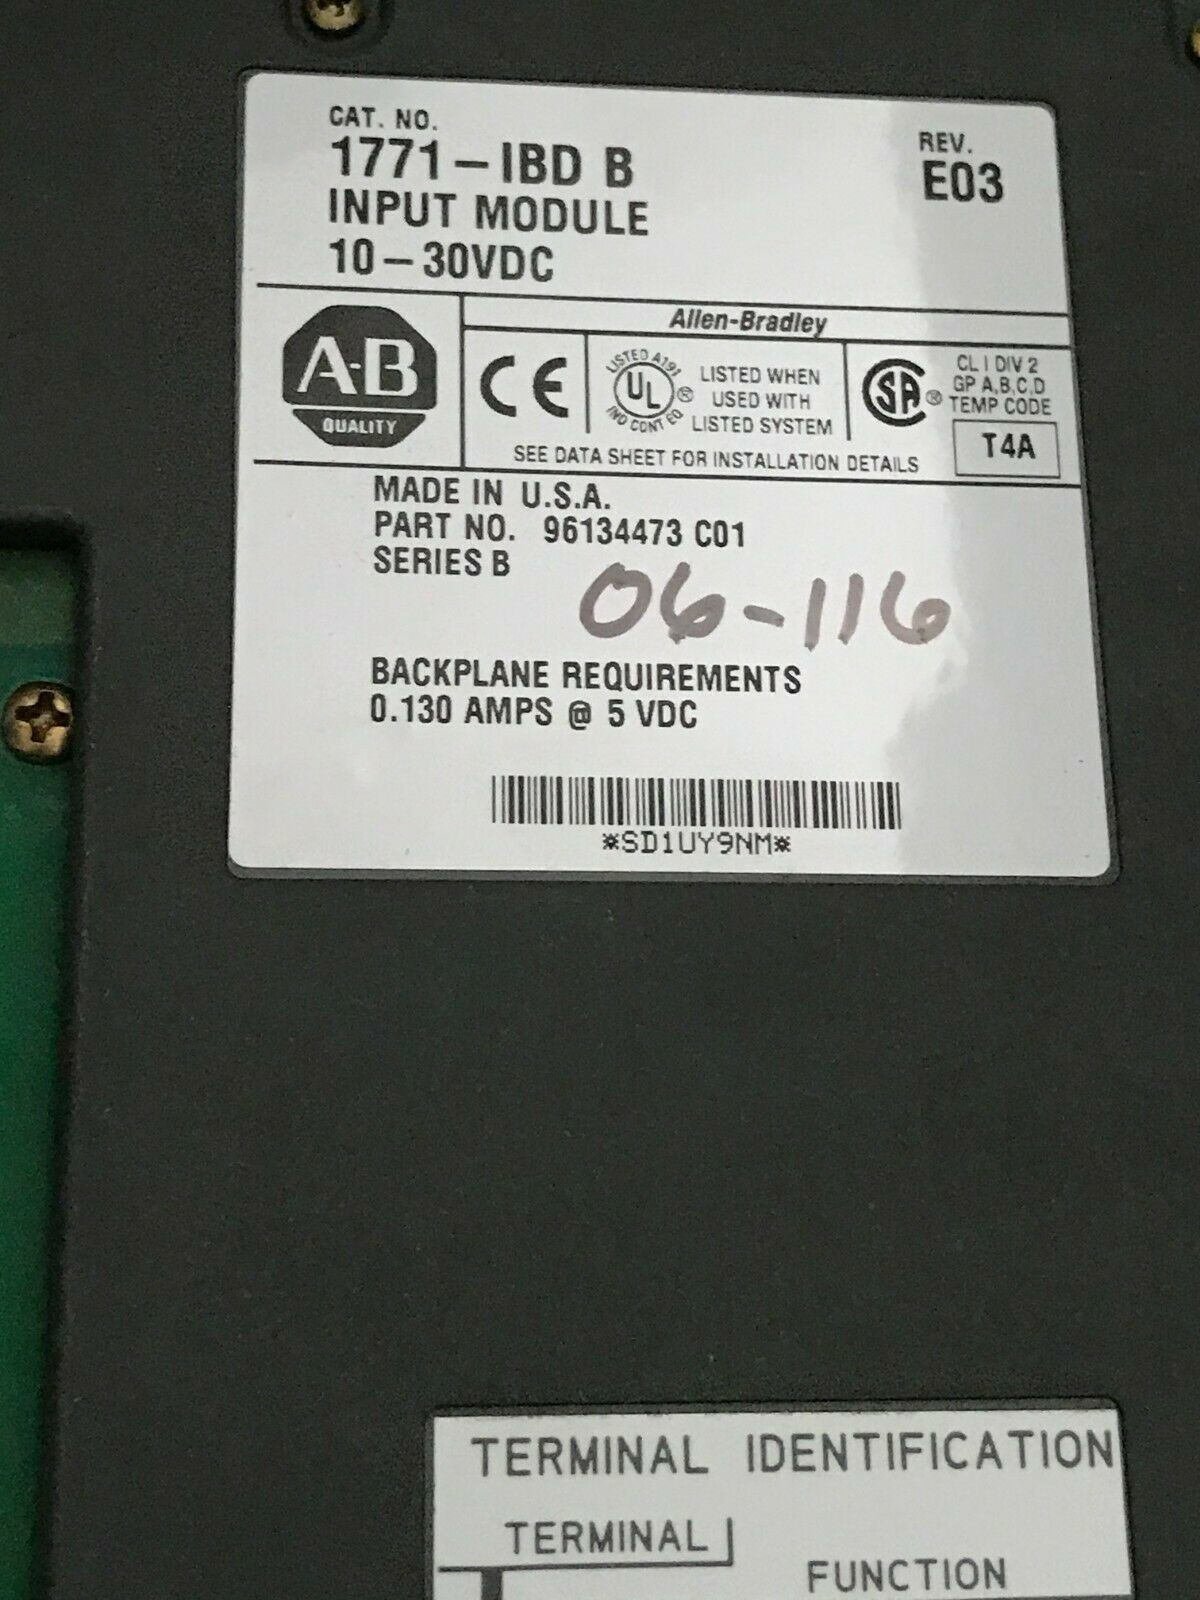 CAT. NO.
1771-IBD B
INPUT MODULE
10-30VDC
REV.
E03
A-B
QUALITY
Allen-Bradley
CE
LISTED A191
UL
IND CONT EQ
®
LISTED WHEN
USED WITH
LISTED SYSTEM
SA
®
CL I DIV 2
GP A,B,C,D
TEMP CODE
T4A
SEE DATA SHEET FOR INSTALLATION DETAILS
MADE IN U.S.A.
PART NO. 96134473 C01
SERIES B
06-116
BACKPLANE REQUIREMENTS
0.130 AMPS @ 5 VDC
*SD1UY9NM*
TERMINAL IDENTIFICATION
TERMINAL
FUNCTION